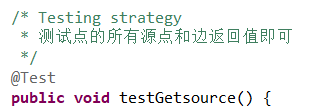 /* Testing strategy
 * 测试点的所有源点和边返回值即可
 */
@Test
public void testGetsource() {